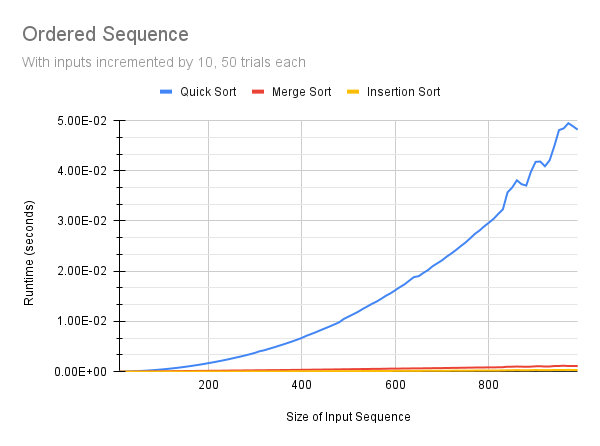 Ordered Sequence
With inputs incremented by 10, 50 trials each
Quick Sort Merge Sort Insertion Sort
5.00E-02
4.00E-02
3.00E-02
2.00E-02
1.00E-02
0.00E+00
Runtime (seconds)
200 400 600 800
Size of Input Sequence